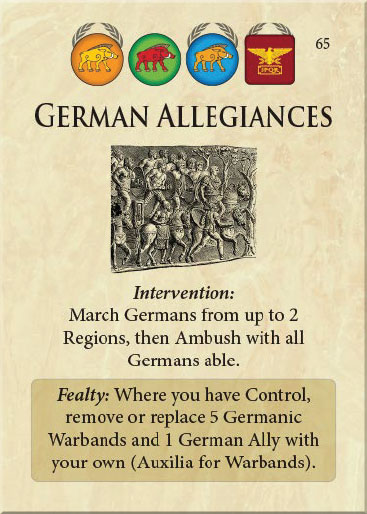 65
SPQR
GERMAN ALLEGIANCES
Intervention:
March Germans from up to 2
Regions, then Ambush with all
Germans able.
Fealty: Where you have Control,
remove or replace 5 Germanic
Warbands and 1 German Ally with
your own (Auxilia for Warbands).